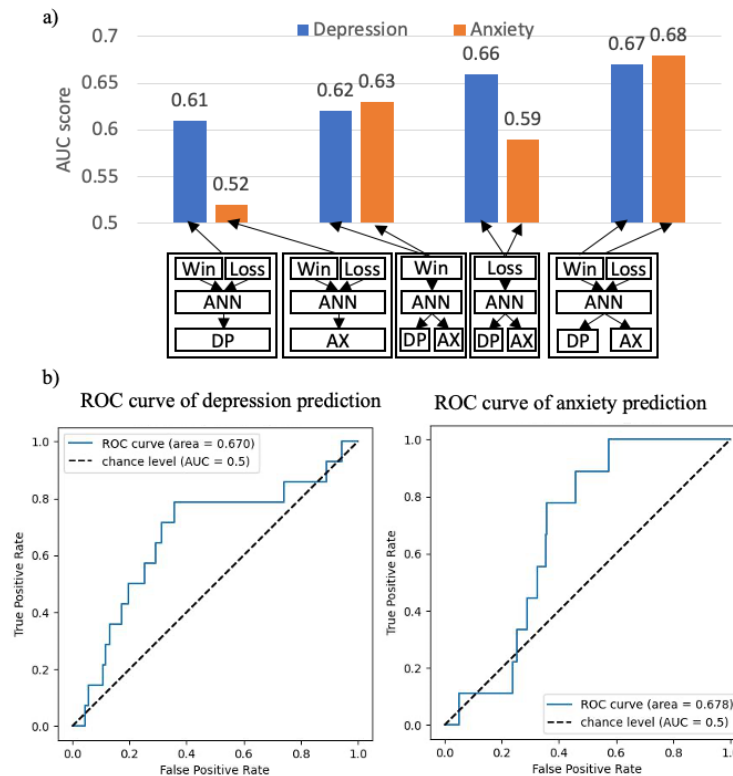 a)
Depression Anxiety
AUC score
0.7
0.65
0.6
0.55
0.5
0.61 0.52 0.62 0.63 0.66 0.59 0.67 0.68
Win Loss Win Loss Win Loss Win Loss
ANN ANN ANN ANN ANN
DP AX DP AX DP AX DP AX
b)
ROC curve of depression prediction
ROC curve (area = 0.670)
chance level (AUC = 0.5)
True Positive Rate
1.0
0.8
0.6
0.4
0.2
0.0
0.0 0.2 0.4 0.6 0.8 1.0
False Positive Rate
ROC curve of anxiety prediction
True Positive Rate
1.0
0.8
0.6
0.4
0.2
0.0
ROC curve (area = 0.678)
chance level (AUC = 0.5)
0.0 0.2 0.4 0.6 0.8 1.0
False Positive Rate